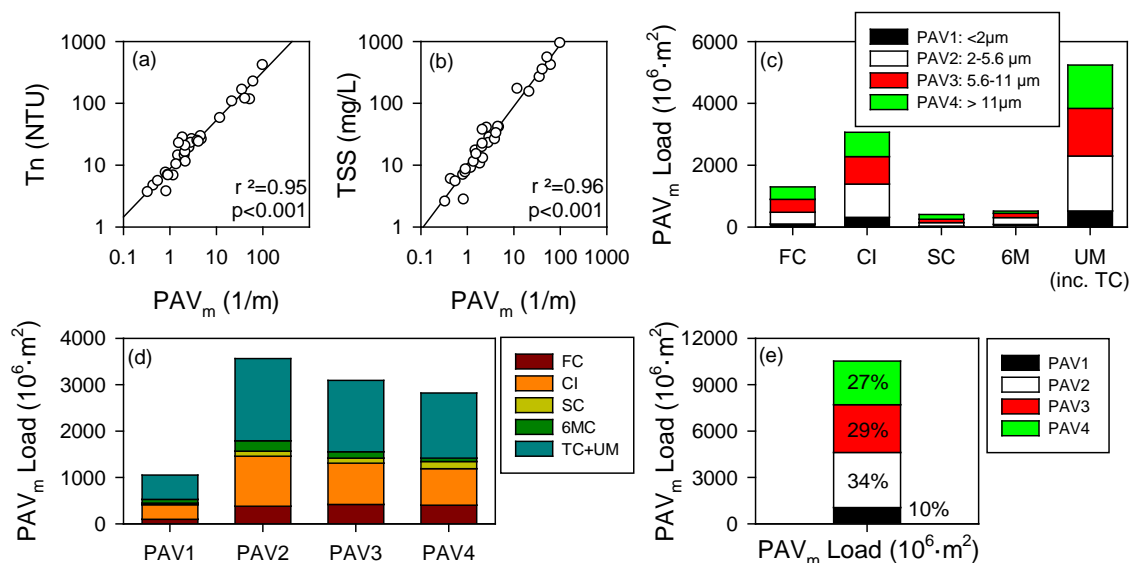 (a)
Tn (NTU)
1000
100
10
1
r ²=0.95
p<0.001
0.1 1 10 100
PAVm (1/m)
(b)
TSS (mg/L)
1000
100
10
1
r ²=0.96
p<0.001
0.1 1 10 100 1000
PAVm (1/m)
(c)
PAVm Load (10⁶·m²)
6000
4000
2000
0
PAV1: <2µm
PAV2: 2-5.6 µm
PAV3: 5.6-11 µm
PAV4: > 11µm
FC CI SC 6M UM
(inc. TC)
(d)
PAVm Load (10⁶·m²)
4000
3000
2000
1000
0
PAV1 PAV2 PAV3 PAV4
FC
CI
SC
6MC
TC+UM
(e)
PAVm Load (10⁶·m²)
12000
9000
6000
3000
0
27%
29%
34%
10%
PAVm Load (10⁶·m²)
PAV1
PAV2
PAV3
PAV4